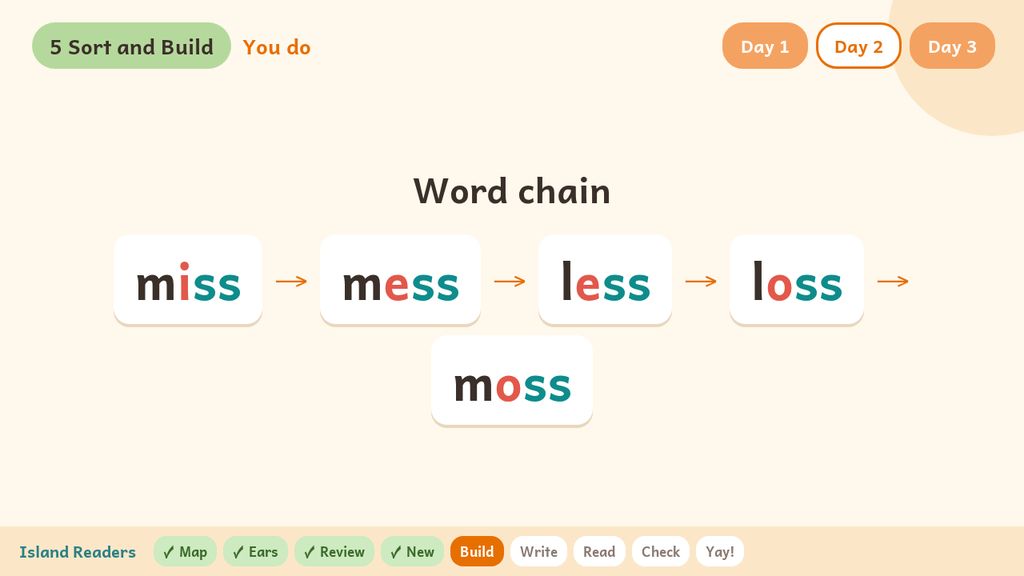 5 Sort and Build You do Day 1 Day 2 Day 3
Word chain
miss → mess → less → loss →
moss
Island Readers ✓ Map ✓ Ears ✓ Review ✓ New Build Write Read Check Yay!